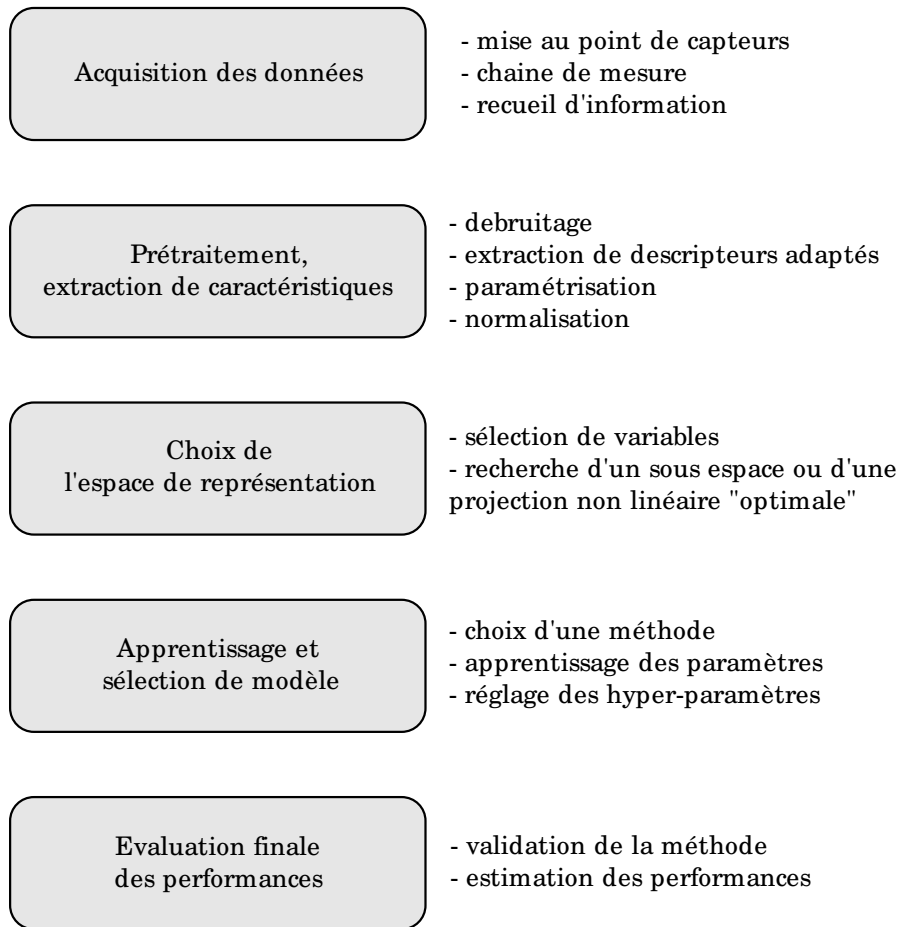 Acquisition des données
- mise au point de capteurs
- chaine de mesure
- recueil d'information
Prétraitement,
extraction de caractéristiques
- debruitage
- extraction de descripteurs adaptés
- paramétrisation
- normalisation
Choix de
l'espace de représentation
- sélection de variables
- recherche d'un sous espace ou d'une
projection non linéaire "optimale"
Apprentissage et
sélection de modèle
- choix d'une méthode
- apprentissage des paramètres
- réglage des hyper-paramètres
Evaluation finale
des performances
- validation de la méthode
- estimation des performances